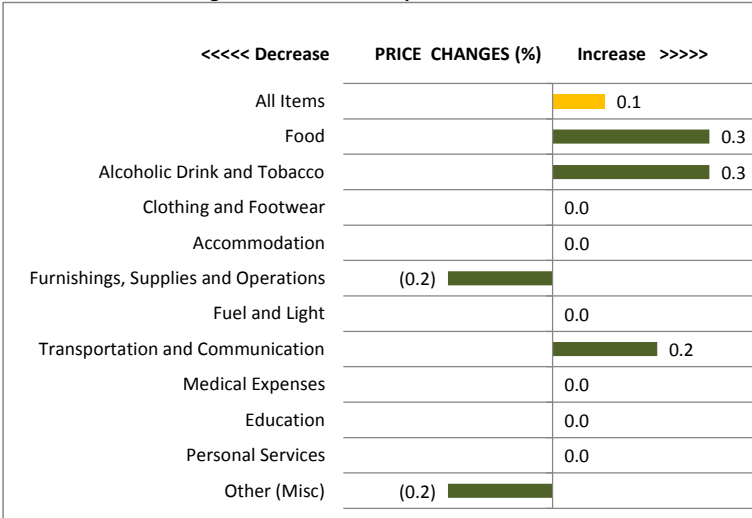 <<<<< Decrease PRICE CHANGES (%) Increase >>>>>
All Items 0.1
Food 0.3
Alcoholic Drink and Tobacco 0.3
Clothing and Footwear 0.0
Accommodation 0.0
Furnishings, Supplies and Operations (0.2)
Fuel and Light 0.0
Transportation and Communication 0.2
Medical Expenses 0.0
Education 0.0
Personal Services 0.0
Other (Misc) (0.2)